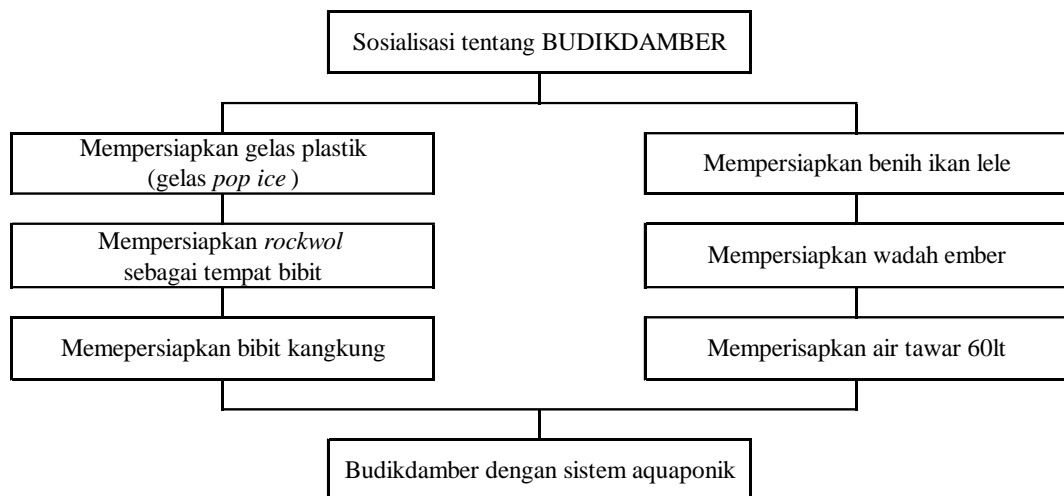 Sosialisasi tentang BUDIKDAMBER
Mempersiapkan gelas plastik
(gelas pop ice )
Mempersiapkan rockwol
sebagai tempat bibit
Memepersiapkan bibit kangkung
Mempersiapkan benih ikan lele
Mempersiapkan wadah ember
Memperisapkan air tawar 60lt
Budikdamber dengan sistem aquaponik